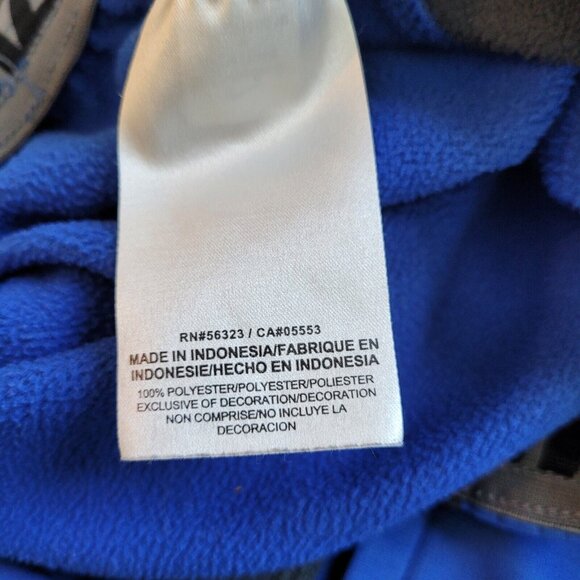 RN#56323 / CA#05553
MADE IN INDONESIA/FABRIQUE EN
INDONESIE/HECHO EN INDONESIA
100% POLYESTER/POLYESTER/POLIESTER
EXCLUSIVE OF DECORATION/DECORATION
NON COMPRISE/NO INCLUYE LA
DECORACION